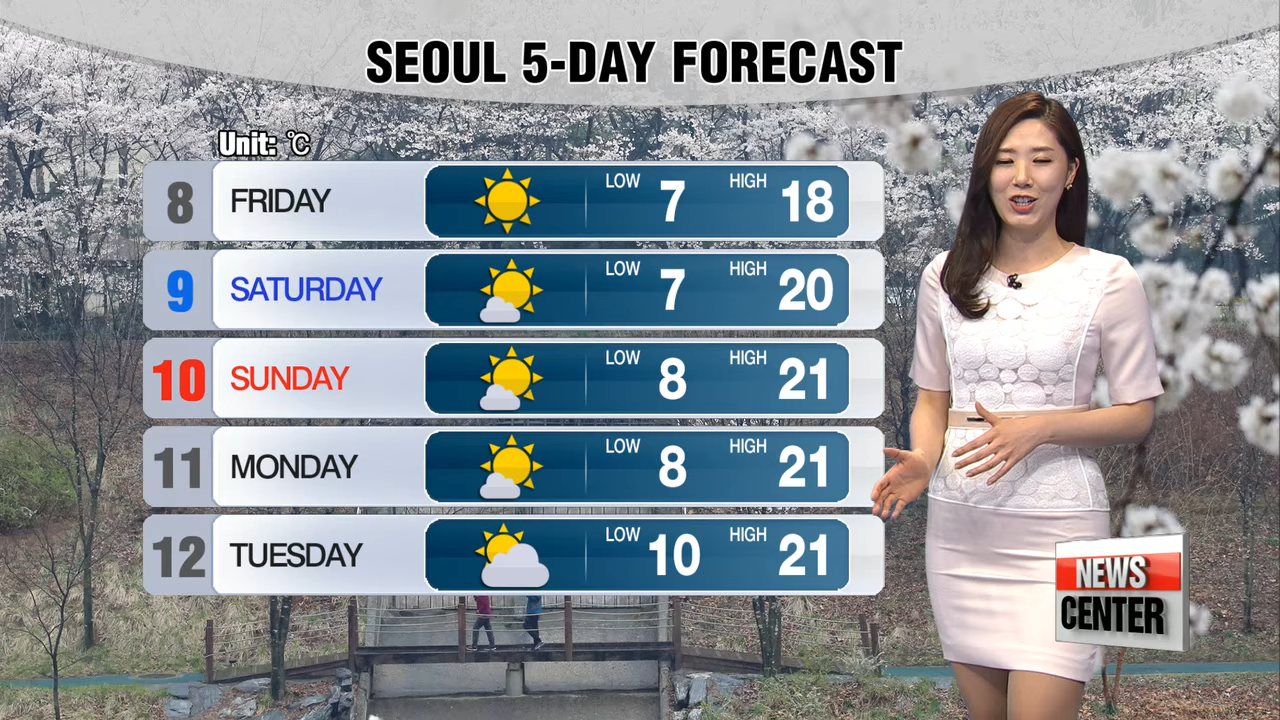 SEOUL 5-DAY FORECAST
Unit: ℃
8 FRIDAY LOW 7 HIGH 18
9 SATURDAY LOW 7 HIGH 20
10 SUNDAY LOW 8 HIGH 21
11 MONDAY LOW 8 HIGH 21
12 TUESDAY LOW 10 HIGH 21
NEWS
CENTER